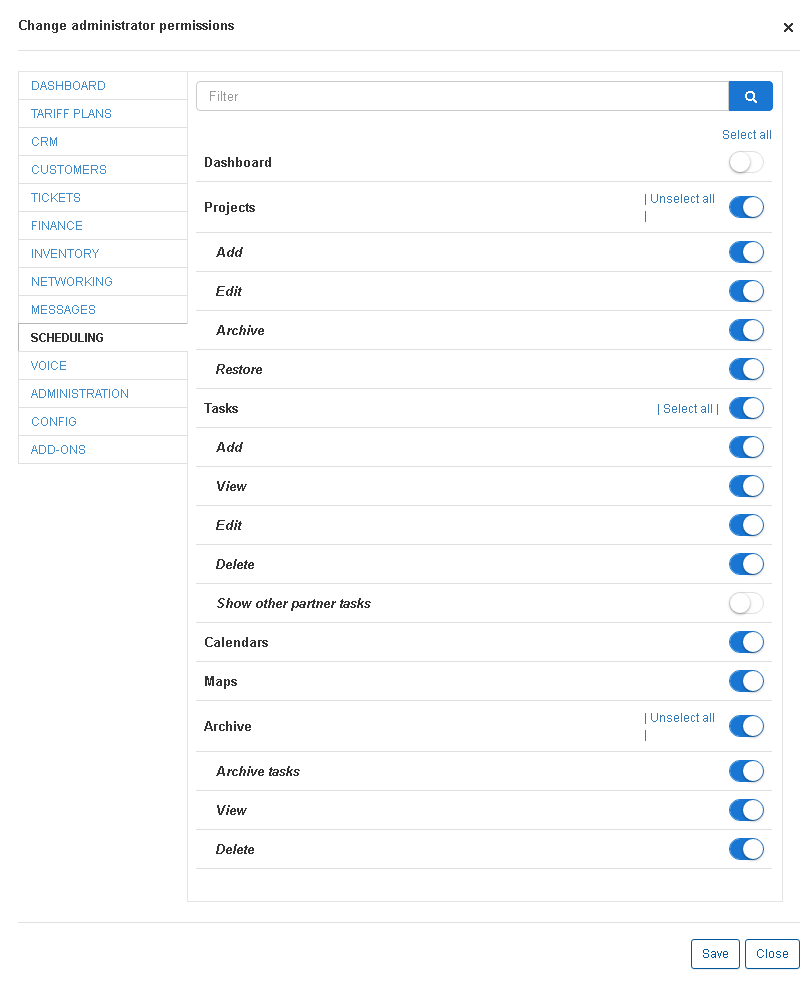 Change administrator permissions
×
DASHBOARD
TARIFF PLANS
CRM
CUSTOMERS
TICKETS
FINANCE
INVENTORY
NETWORKING
MESSAGES
SCHEDULING
VOICE
ADMINISTRATION
CONFIG
ADD-ONS
Filter
Select all
Dashboard
Projects
| Unselect all
|
Add
Edit
Archive
Restore
Tasks
| Select all |
Add
View
Edit
Delete
Show other partner tasks
Calendars
Maps
Archive
| Unselect all
|
Archive tasks
View
Delete
Save
Close